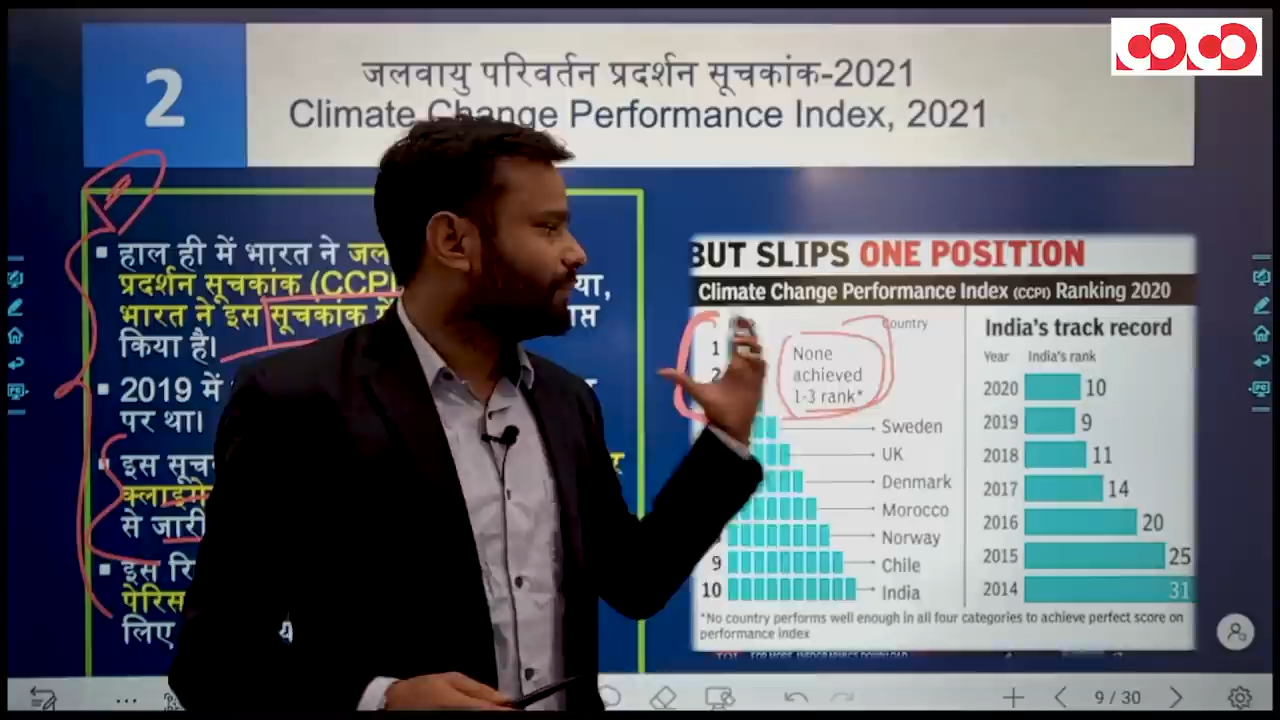 2
जलवायु परिवर्तन प्रदर्शन सूचकांक-2021
Climate Change Performance Index, 2021
हाल ही में भारत ने
प्रदर्शन सूचकांक (CCPI
भारत ने इस सूचकांक में
किया है।
2019 में
पर था।
इस
से जारी
इस
लिए
BUT SLIPS ONE POSITION
Climate Change Performance Index (CCPI) Ranking 2020
Country
1
2
None
achieved
1-3 rank*
Sweden
UK
Denmark
Morocco
Norway
9 Chile
10 India
India's track record
Year India's rank
2020 10
2019 9
2018 11
2017 14
2016 20
2015 25
2014 31
*No country performs well enough in all four categories to achieve perfect score on
performance index
9 / 30